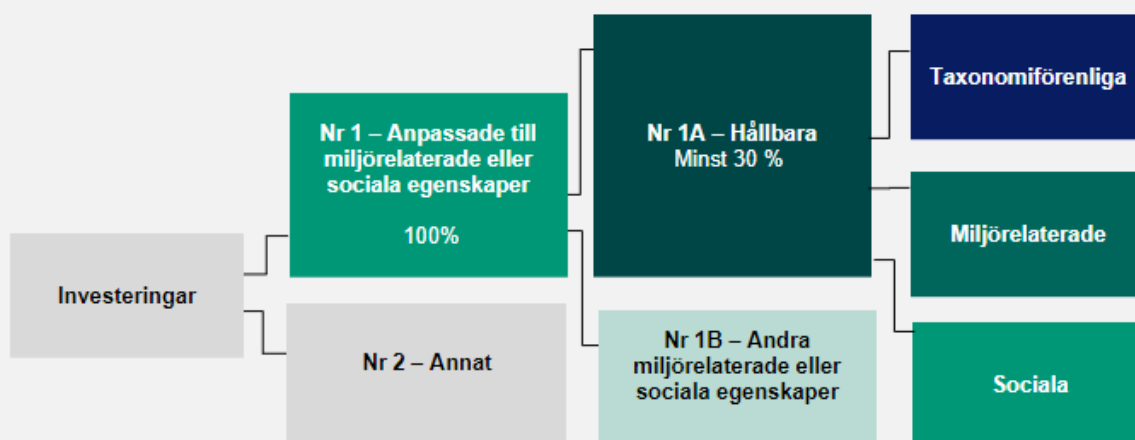 Investeringar
Nr 1 – Anpassade till
miljörelaterade eller
sociala egenskaper
100%
Nr 2 – Annat
Nr 1A – Hållbara
Minst 30 %
Nr 1B – Andra
miljörelaterade eller
sociala egenskaper
Taxonomiförenliga
Miljörelaterade
Sociala